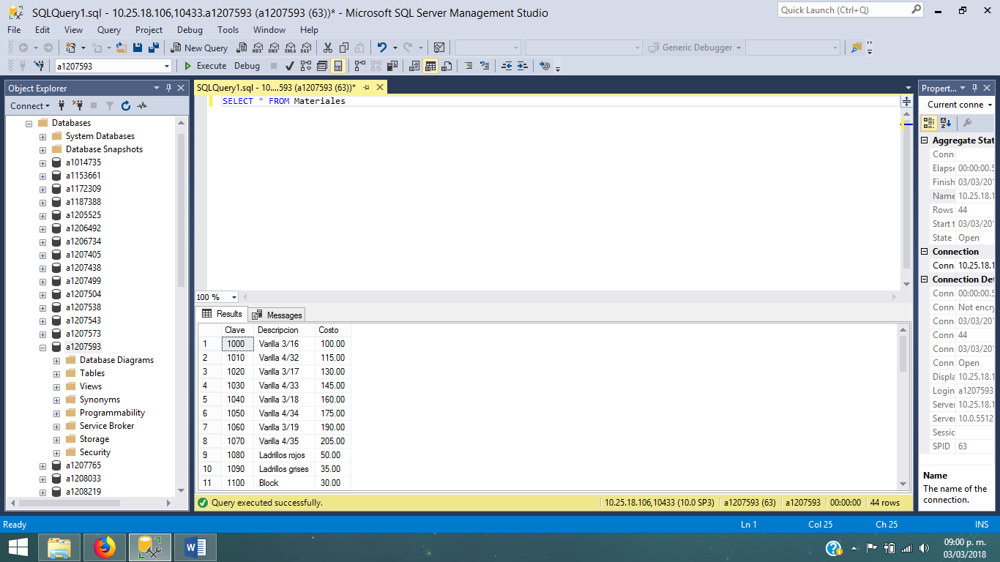 SQLQuery1.sql - 10.25.18.106,10433.a1207593 (a1207593 (63))* - Microsoft SQL Server Management Studio
Quick Launch (Ctrl+Q)
File Edit View Query Project Debug Tools Window Help
New Query MDX DMX XMLA DAX Generic Debugger
a1207593 Execute Debug
Object Explorer
Connect
Databases
System Databases
Database Snapshots
a1014735
a1153661
a1172309
a1187388
a1205525
a1206492
a1206734
a1207405
a1207438
a1207499
a1207504
a1207538
a1207543
a1207573
a1207593
Database Diagrams
Tables
Views
Synonyms
Programmability
Service Broker
Storage
Security
a1207765
a1208033
a1208219
SQLQuery1.sql - 10....593 (a1207593 (63))*
SELECT * FROM Materiales
100 %
Results Messages
Clave Descripcion Costo
1 1000 Varilla 3/16 100.00
2 1010 Varilla 4/32 115.00
3 1020 Varilla 3/17 130.00
4 1030 Varilla 4/33 145.00
5 1040 Varilla 3/18 160.00
6 1050 Varilla 4/34 175.00
7 1060 Varilla 3/19 190.00
8 1070 Varilla 4/35 205.00
9 1080 Ladrillos rojos 50.00
10 1090 Ladrillos grises 35.00
11 1100 Block 30.00
Query executed successfully.
10.25.18.106,10433 (10.0 SP3) a1207593 (63) a1207593 00:00:00 44 rows
Propert...
Current conne
Aggregate Stat
Conn
Elapse 00:00:00.5
Finish 03/03/201
Name 10.25.18.1
Rows 44
Start t 03/03/201
State Open
Connection
Conn 10.25.18.1
Connection Det
Conn 00:00:00.5
Conn Not encry
Conn 03/03/201
Conn 44
Conn 03/03/201
Conn Open
Displa 10.25.18.1
Login a1207593
Server 10.25.18.1
Server 10.0.5512
Sessic
SPID 63
Name
The name of the
connection.
Ready
Ln 1 Col 25 Ch 25 INS
09:00 p. m.
03/03/2018